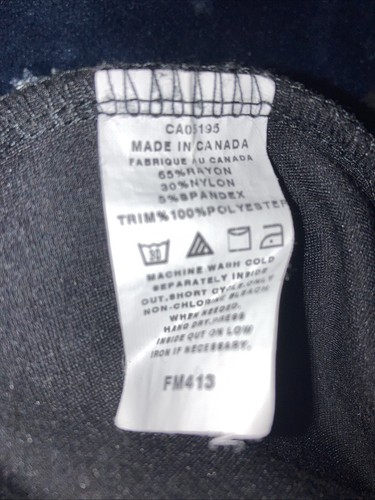 CA05195
MADE IN CANADA
FABRIQUE AU CANADA
65%RAYON
30%NYLON
5%SPANDEX
TRIM%100%POLYESTER
30
MACHINE WASH COLD
SEPARATELY INSIDE
OUT.SHORT CYCLE.ONLY
NON-CHLORINE BLEACH
WHEN NEEDED.
HANG DRY.PRESS
INSIDE OUT ON LOW
IRON IF NECESSARY.
FM413